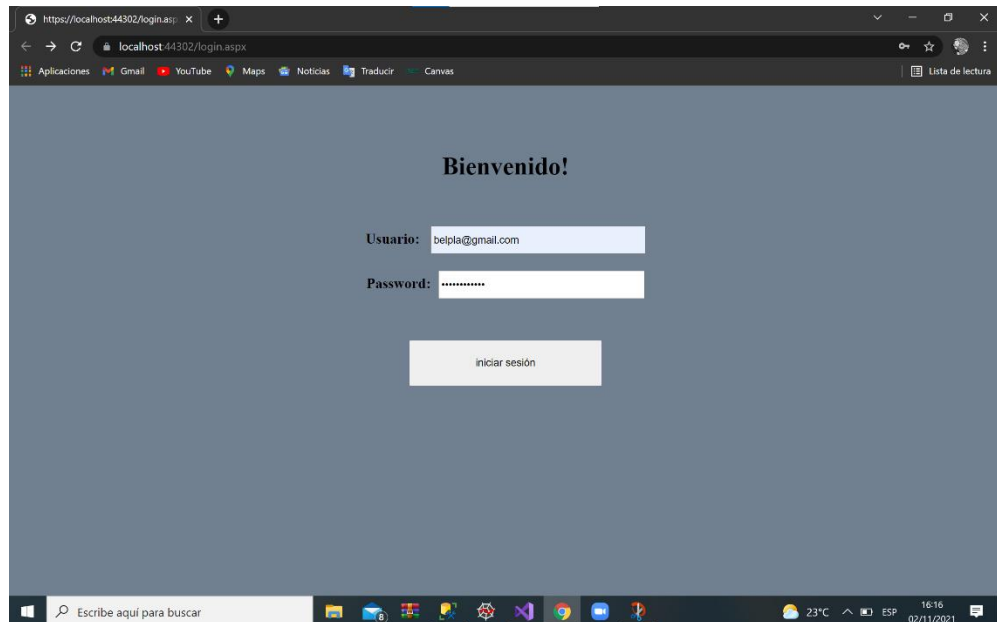 https://localhost:44302/login.asp
localhost:44302/login.aspx
Aplicaciones Gmail YouTube Maps Noticias Traducir Canvas Lista de lectura
Bienvenido!
Usuario: belpla@gmail.com
Password: ••••••••••••
iniciar sesión
Escribe aquí para buscar
8
23°C ESP 16:16
02/11/2021